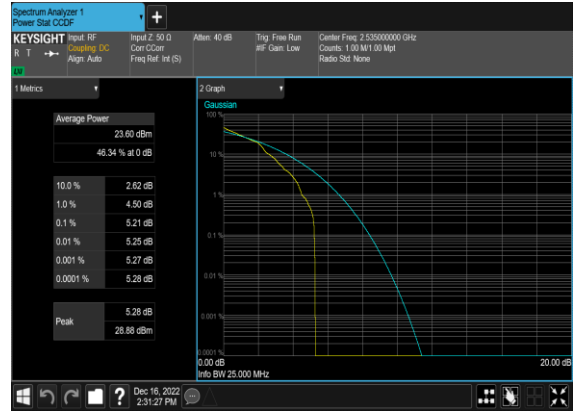 Spectrum Analyzer 1
Power Stat CCDF
+
KEYSIGHT
R T
LXI
Input: RF
Coupling: DC
Align: Auto
Input Z: 50 Ω
Corr CCorr
Freq Ref: Int (S)
Atten: 40 dB
Trig: Free Run
#IF Gain: Low
Center Freq: 2.535000000 GHz
Counts: 1.00 M/1.00 Mpt
Radio Std: None
1 Metrics
Average Power
23.60 dBm
46.34 % at 0 dB
10.0 % 2.62 dB
1.0 % 4.50 dB
0.1 % 5.21 dB
0.01 % 5.25 dB
0.001 % 5.27 dB
0.0001 % 5.28 dB
Peak
5.28 dB
28.88 dBm
2 Graph
Gaussian
100 %
10 %
1 %
0.1 %
0.01 %
0.001 %
0.0001 %
0.00 dB 20.00 dB
Info BW 25.000 MHz
?
Dec 16, 2022
2:31:27 PM